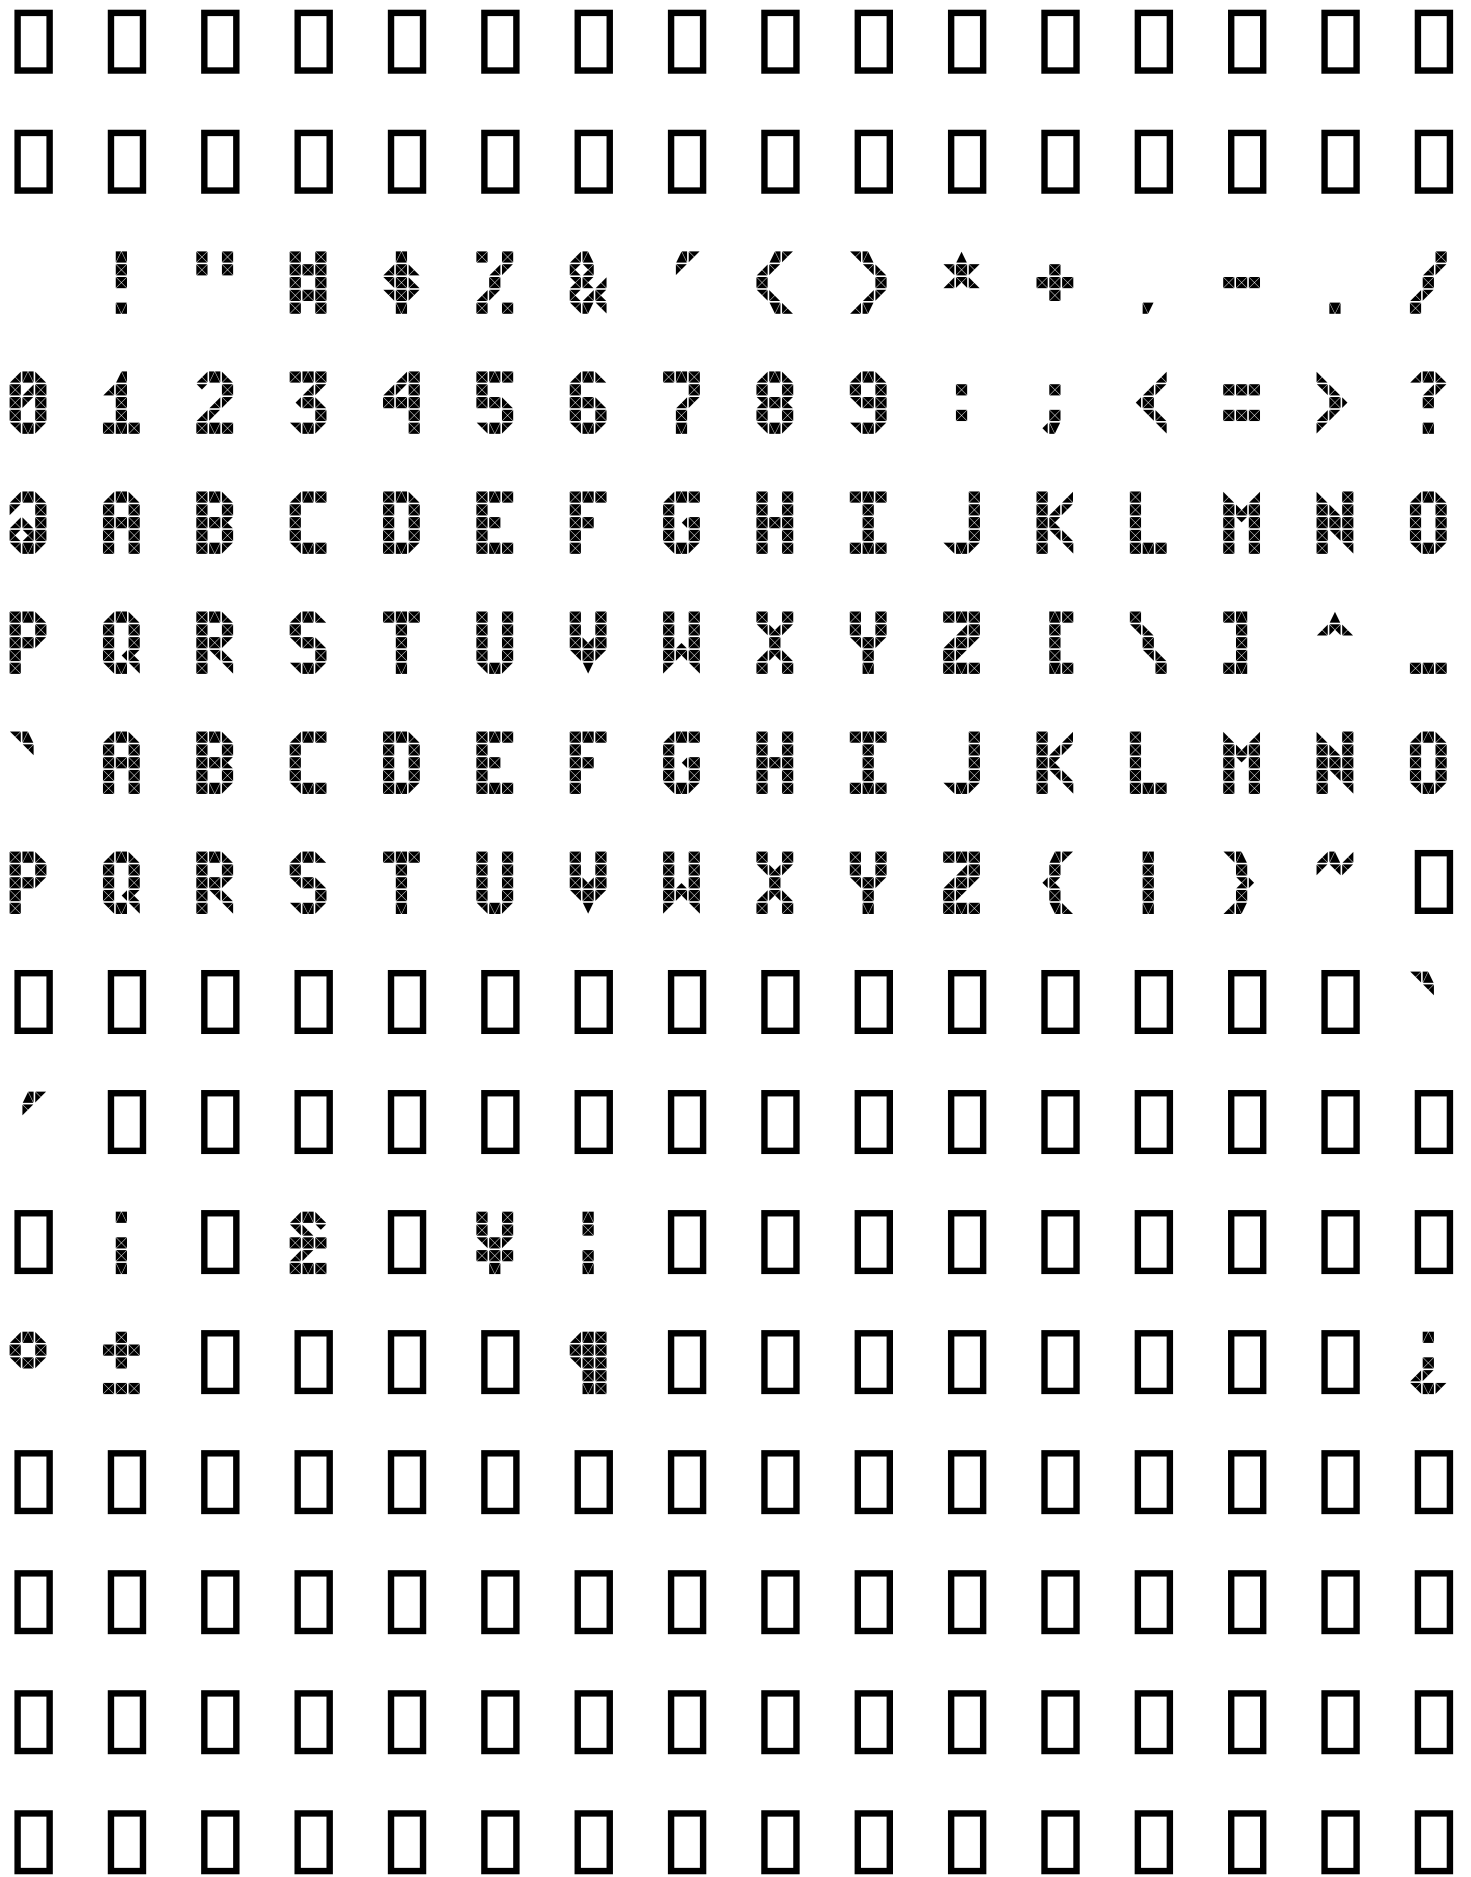 ! " # $ % & ´ ( ) * + , - . /
0 1 2 3 4 5 6 7 8 9 : ; < = > ?
@ A B C D E F G H I J K L M N O
P Q R S T U V W X Y Z [ \ ] ^ _
` A B C D E F G H I J K L M N O
P Q R S T U V W X Y Z { | } ~
`
´
¡ £ ¥ ¦
° ± ¶ ¿